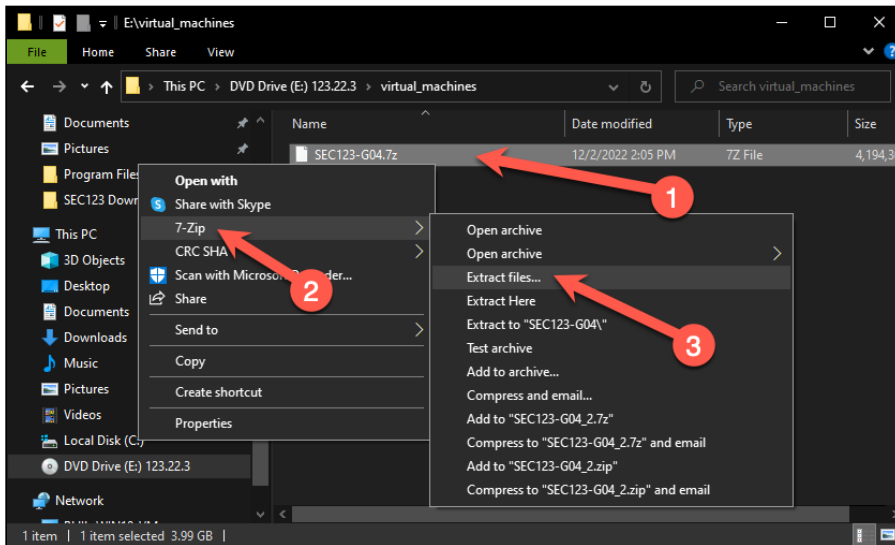 E:\virtual_machines
File Home Share View
This PC > DVD Drive (E:) 123.22.3 > virtual_machines
Search virtual_machines
Documents
Pictures
Program Files
SEC123 Down
This PC
3D Objects
Desktop
Documents
Downloads
Music
Pictures
Videos
Local Disk (C:)
DVD Drive (E:) 123.22.3
Network
Name Date modified Type Size
SEC123-G04.7z 12/2/2022 2:05 PM 7Z File 4,194,3
1
Open with
Share with Skype
7-Zip
CRC SHA
Scan with Microsoft
Share
Send to
Copy
Create shortcut
Properties
2
Open archive
Open archive
Extract files...
Extract Here
Extract to "SEC123-G04\"
Test archive
Add to archive...
Compress and email...
Add to "SEC123-G04_2.7z"
Compress to "SEC123-G04_2.7z" and email
Add to "SEC123-G04_2.zip"
Compress to "SEC123-G04_2.zip" and email
3
1 item | 1 item selected 3.99 GB |